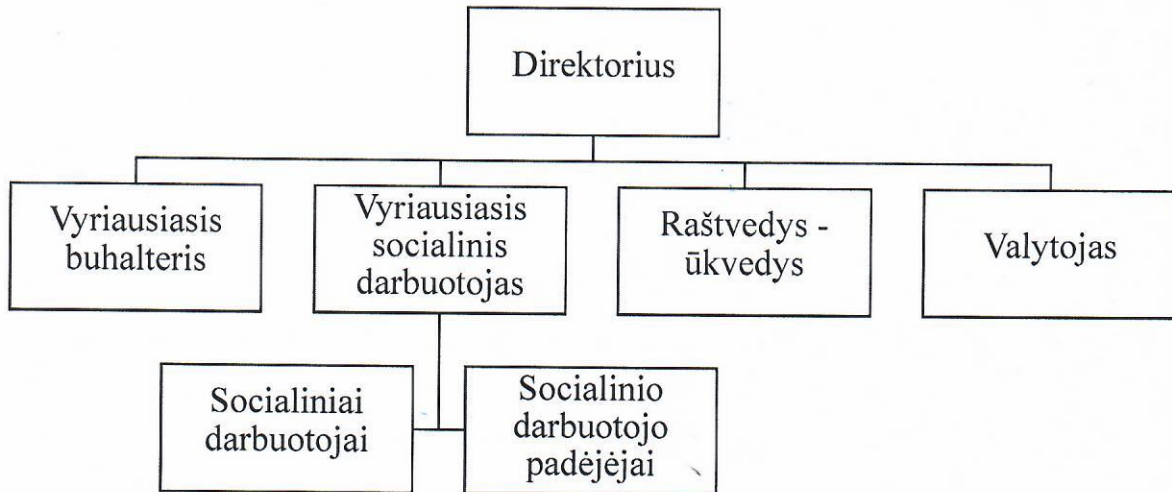 Direktorius
Vyriausiasis
buhalteris
Vyriausiasis
socialinis
darbuotojas
Raštvedys -
ūkvedys
Valytojas
Socialiniai
darbuotojai
Socialinio
darbuotojo
padėjėjai